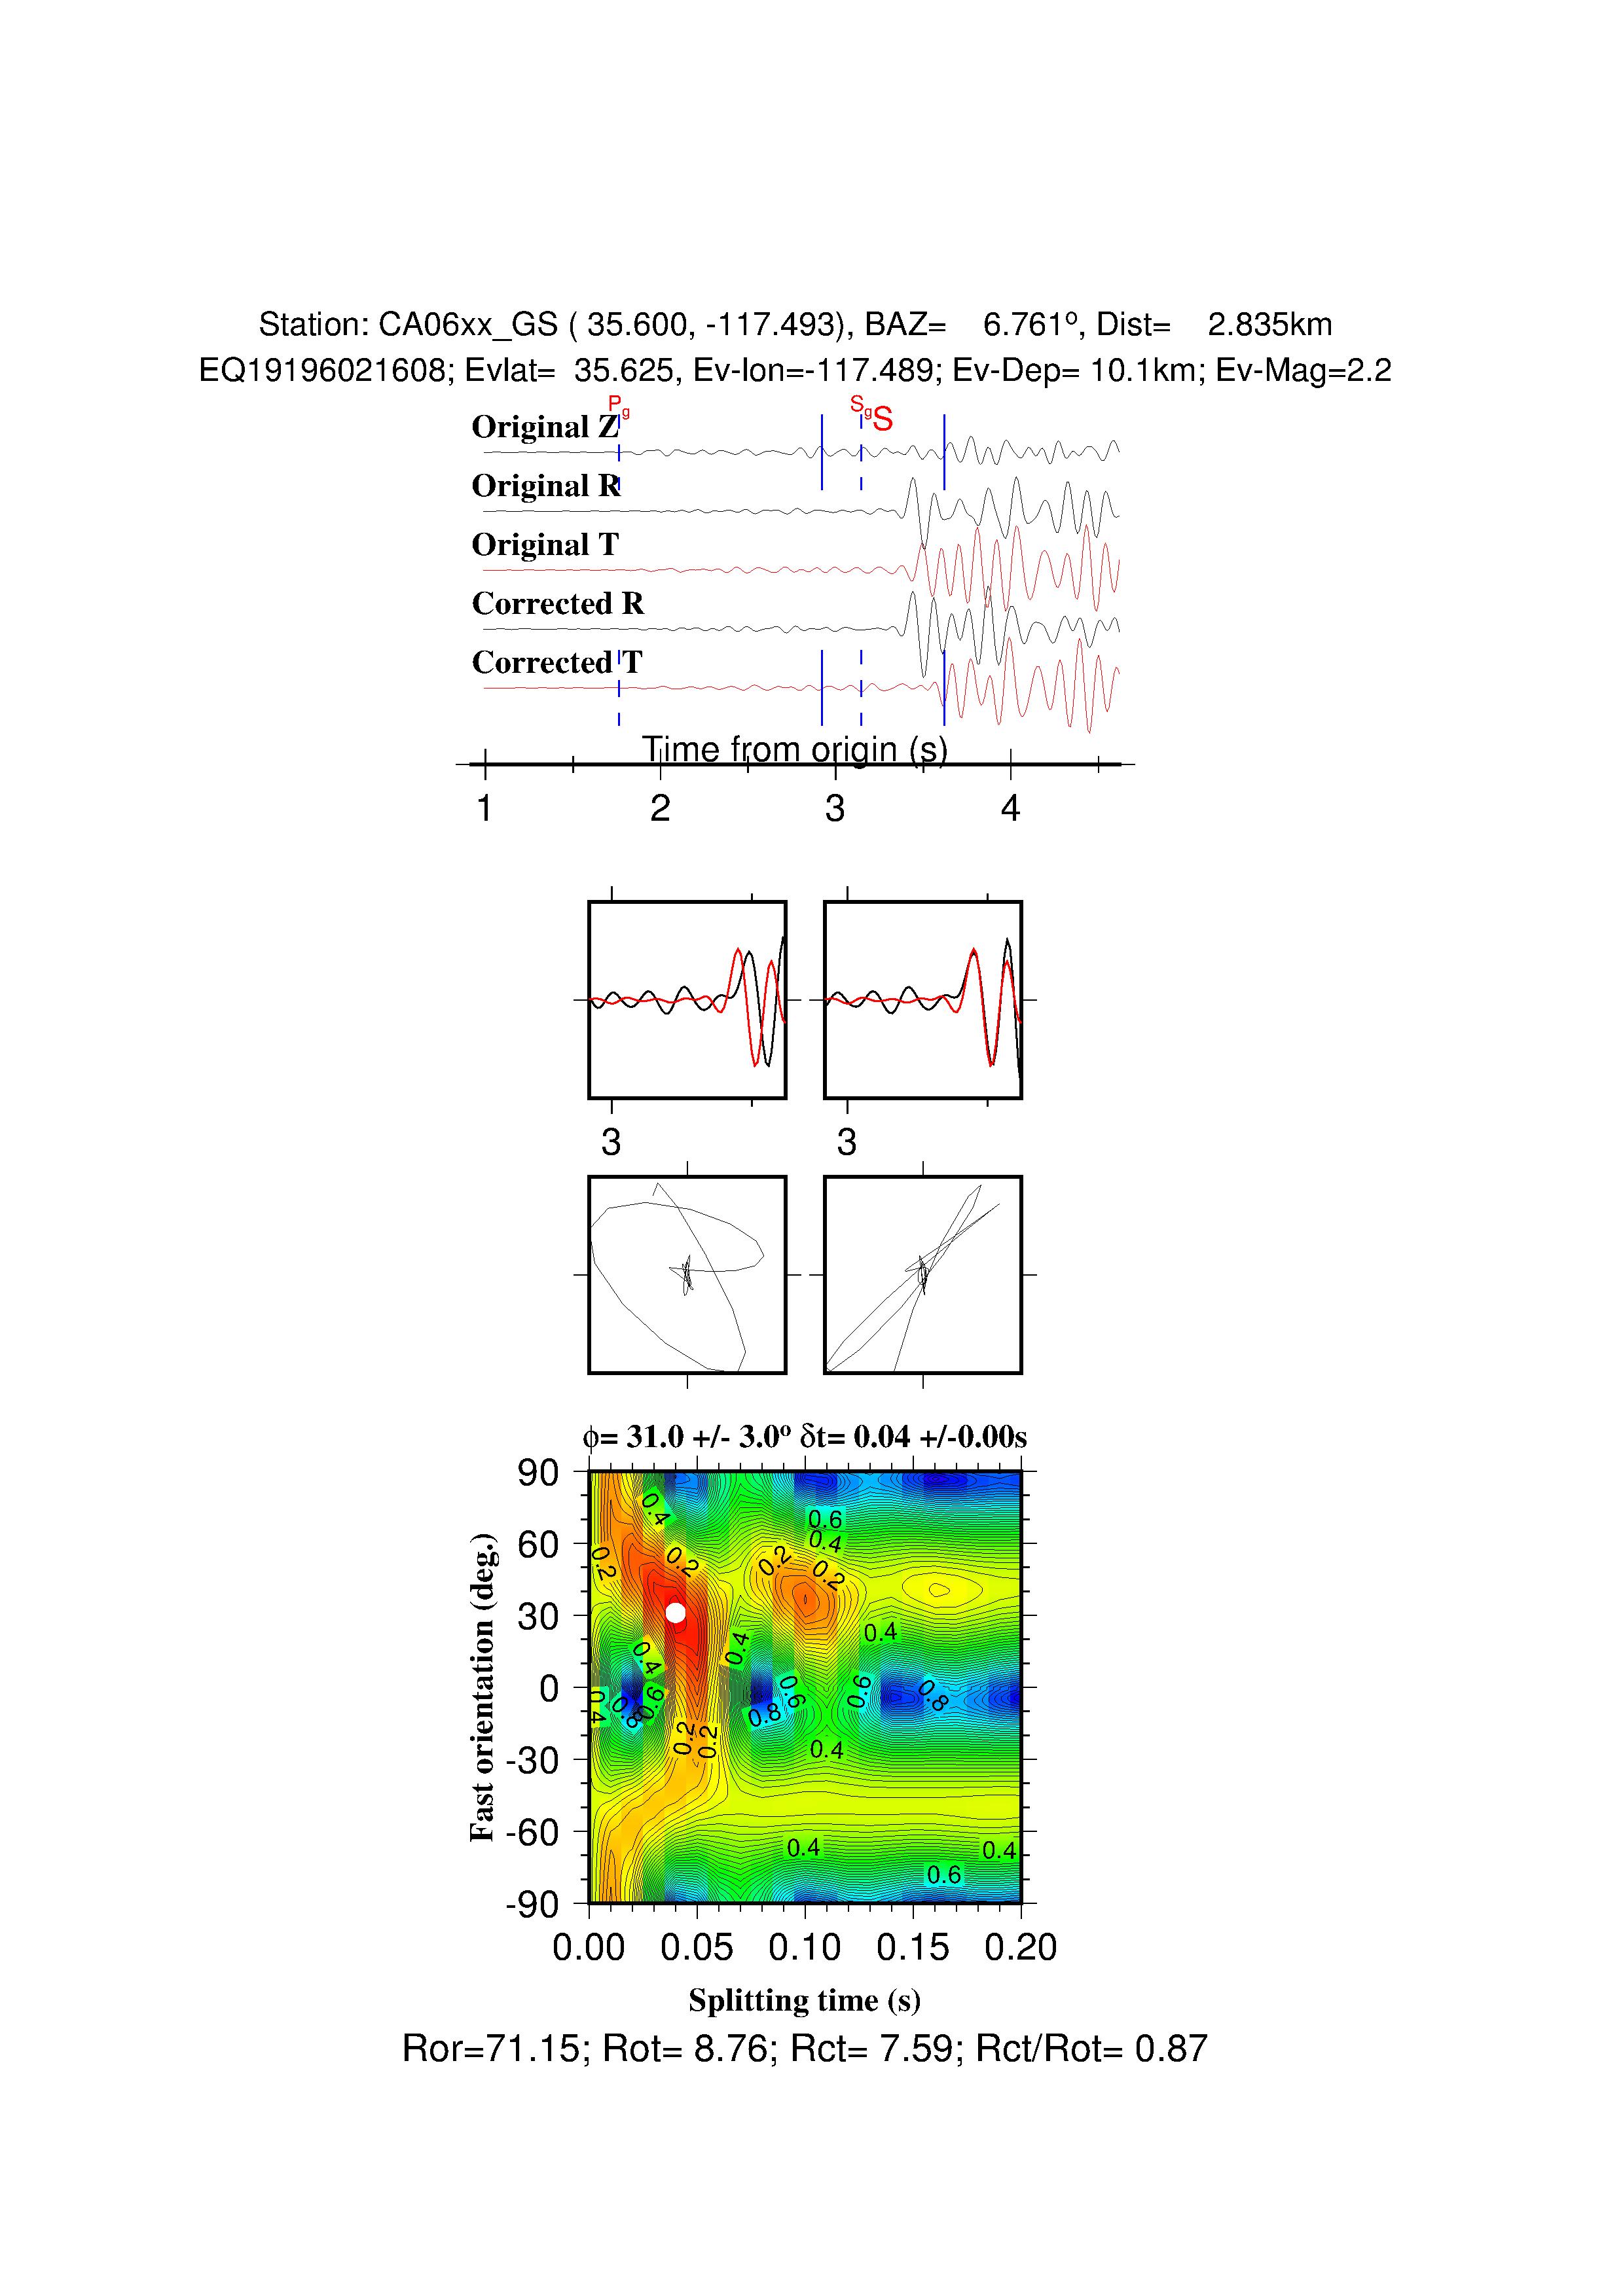 Station: CA06xx_GS ( 35.600, -117.493), BAZ= 6.761º, Dist= 2.835km
EQ19196021608; Evlat= 35.625, Ev-lon=-117.489; Ev-Dep= 10.1km; Ev-Mag=2.2
Pg SgS
Original Z
Original R
Original T
Corrected R
Corrected T
Time from origin (s)
1 2 3 4
3 3
ϕ= 31.0 +/- 3.0º δt= 0.04 +/-0.00s
Fast orientation (deg.)
90
60
30
0
-30
-60
-90
0.4 0.6
0.4
0.2 0.2 0.2 0.2
0.4 0.4 0.4
0.4 0.8 0.6 0.8 0.6 0.6 0.8
0.2 0.2 0.4
0.4 0.4
0.6
0.00 0.05 0.10 0.15 0.20
Splitting time (s)
Ror=71.15; Rot= 8.76; Rct= 7.59; Rct/Rot= 0.87